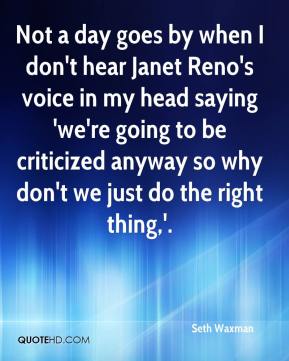 Not a day goes by when I
don't hear Janet Reno's
voice in my head saying
'we're going to be
criticized anyway so why
don't we just do the right
thing,'.
Seth Waxman
QUOTEHD.COM